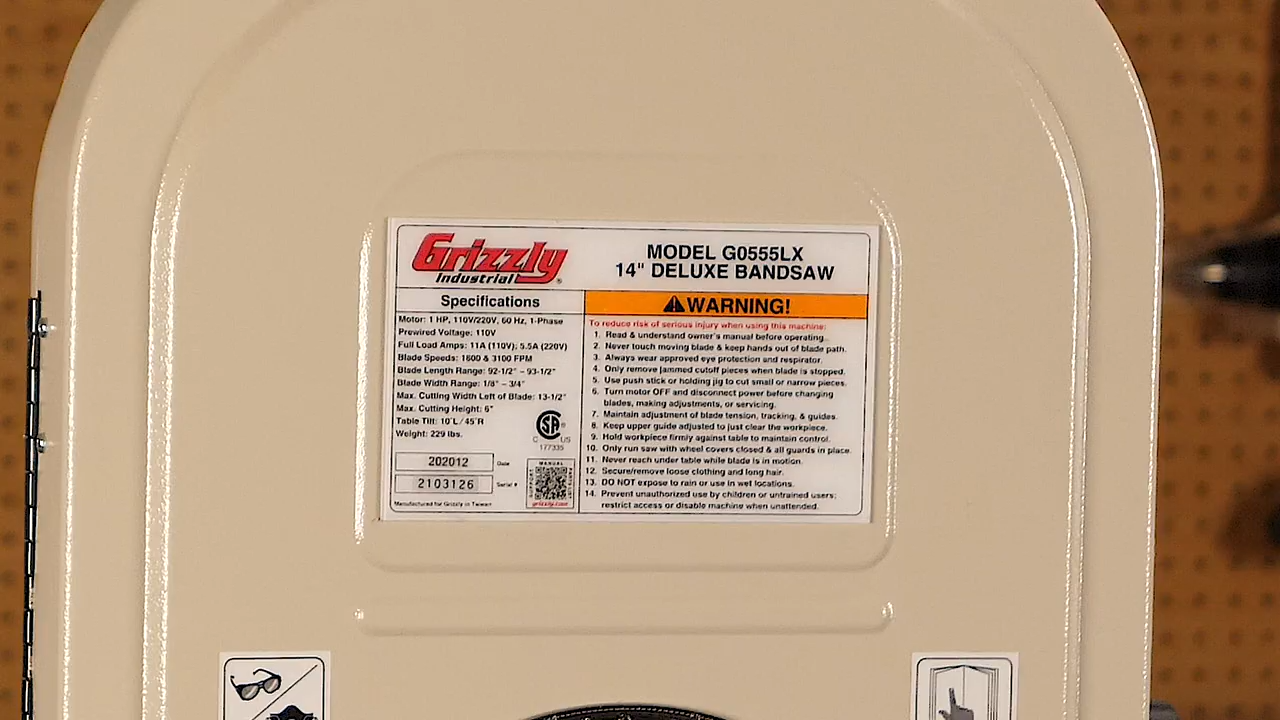 Grizzly
Industrial®
MODEL G0555LX
14" DELUXE BANDSAW
Specifications
Motor: 1 HP, 110V/220V, 60 Hz, 1-Phase
Prewired Voltage: 110V
Full Load Amps: 11A (110V); 5.5A (220V)
Blade Speeds: 1800 & 3100 FPM
Blade Length Range: 92-1/2" – 93-1/2"
Blade Width Range: 1/8" – 3/4"
Max. Cutting Width Left of Blade: 13-1/2"
Max. Cutting Height: 6"
Table Tilt: 10˚L / 45˚R
Weight: 229 lbs.
SA®
C US
177335
202012 Date
2103126 Serial #
MANUAL
grizzly.com
Manufactured for Grizzly in Taiwan
WARNING!
To reduce risk of serious injury when using this machine:
1. Read & understand owner's manual before operating.
2. Never touch moving blade & keep hands out of blade path.
3. Always wear approved eye protection and respirator.
4. Only remove jammed cutoff pieces when blade is stopped.
5. Use push stick or holding jig to cut small or narrow pieces.
6. Turn motor OFF and disconnect power before changing
blades, making adjustments, or servicing.
7. Maintain adjustment of blade tension, tracking, & guides.
8. Keep upper guide adjusted to just clear the workpiece.
9. Hold workpiece firmly against table to maintain control.
10. Only run saw with wheel covers closed & all guards in place.
11. Never reach under table while blade is in motion.
12. Secure/remove loose clothing and long hair.
13. DO NOT expose to rain or use in wet locations.
14. Prevent unauthorized use by children or untrained users;
restrict access or disable machine when unattended.